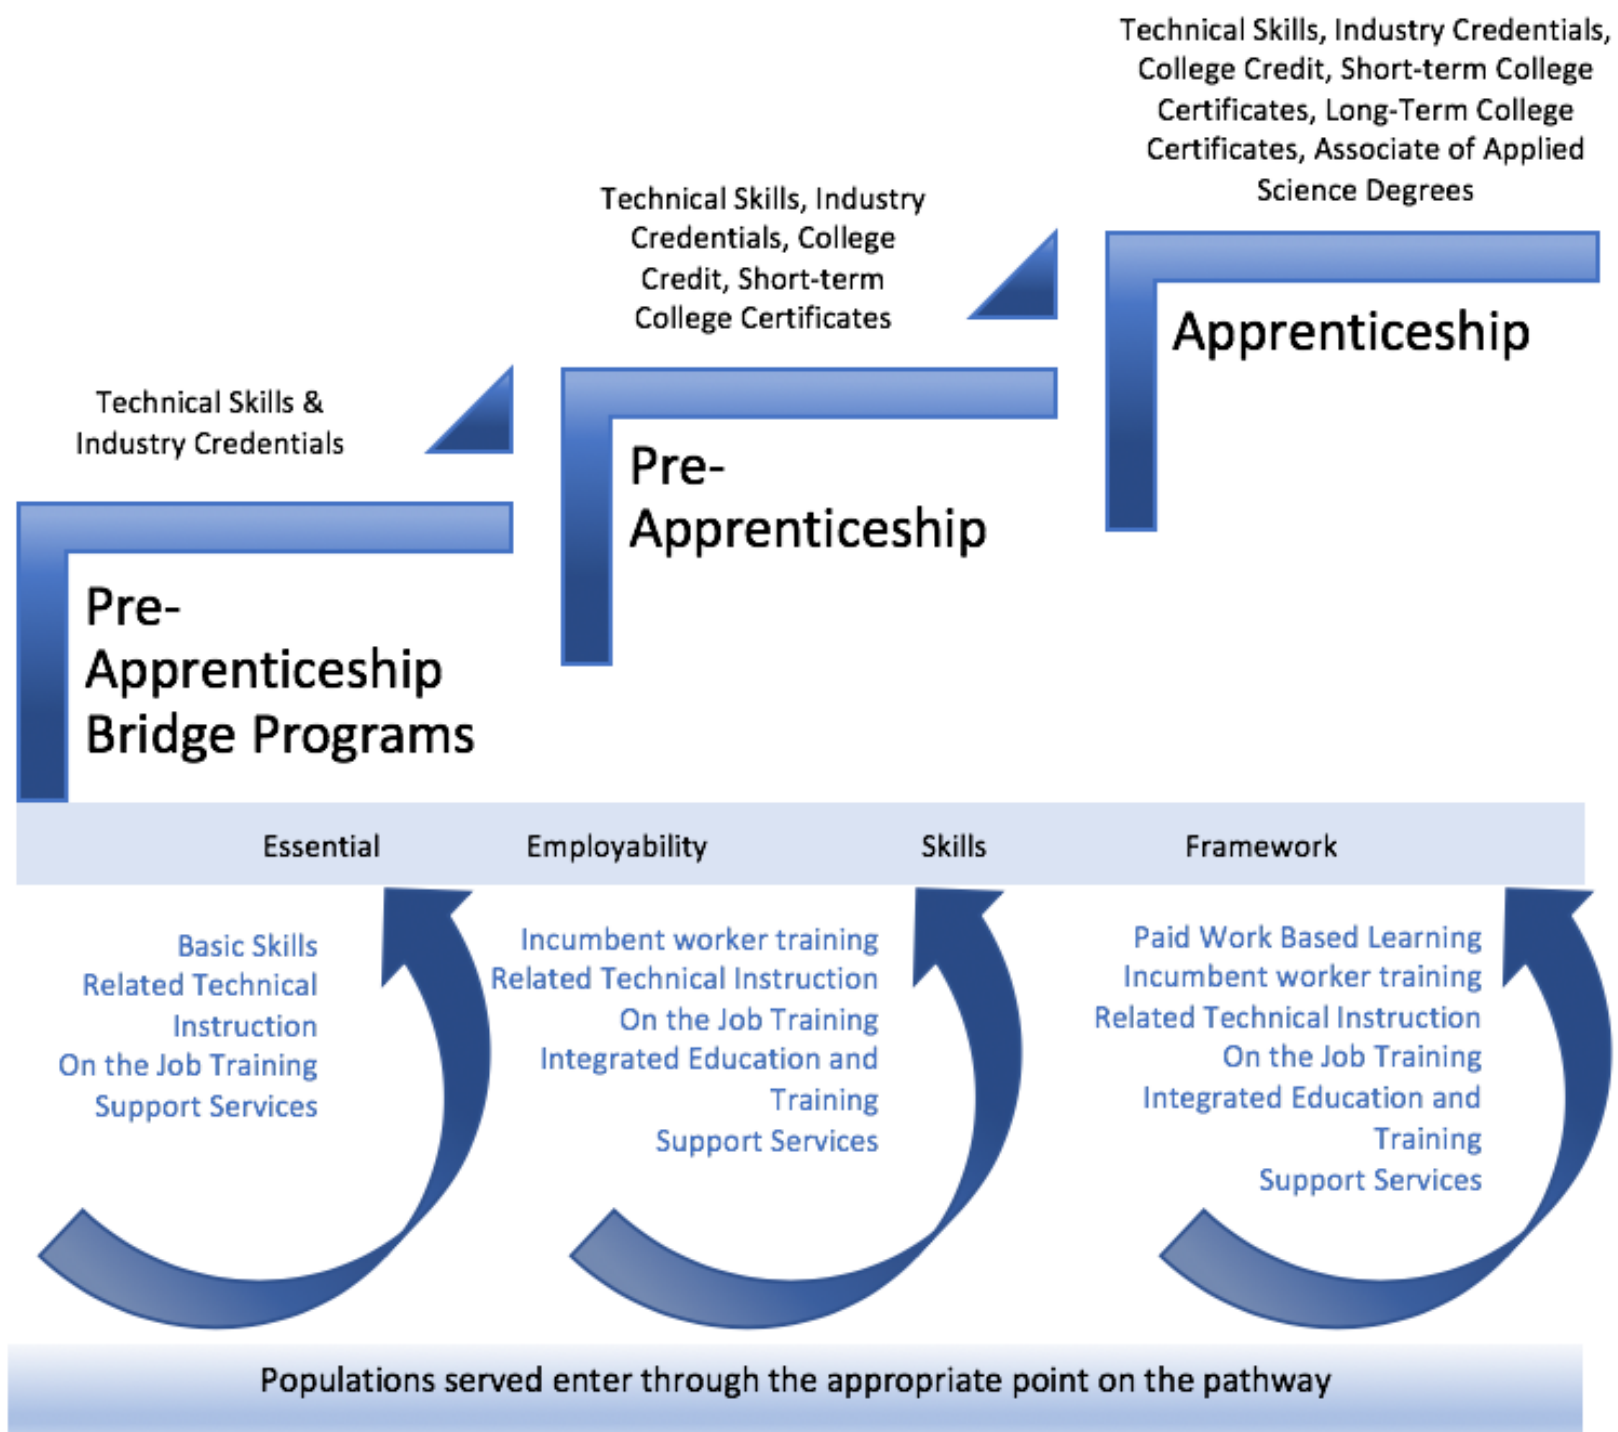 Technical Skills, Industry Credentials,
College Credit, Short-term College
Certificates, Long-Term College
Certificates, Associate of Applied
Science Degrees
Technical Skills, Industry
Credentials, College
Credit, Short-term
College Certificates
Technical Skills &
Industry Credentials
Apprenticeship
Pre-
Apprenticeship
Pre-
Apprenticeship
Bridge Programs
Essential Employability Skills Framework
Basic Skills
Related Technical
Instruction
On the Job Training
Support Services
Incumbent worker training
Related Technical Instruction
On the Job Training
Integrated Education and
Training
Support Services
Paid Work Based Learning
Incumbent worker training
Related Technical Instruction
On the Job Training
Integrated Education and
Training
Support Services
Populations served enter through the appropriate point on the pathway